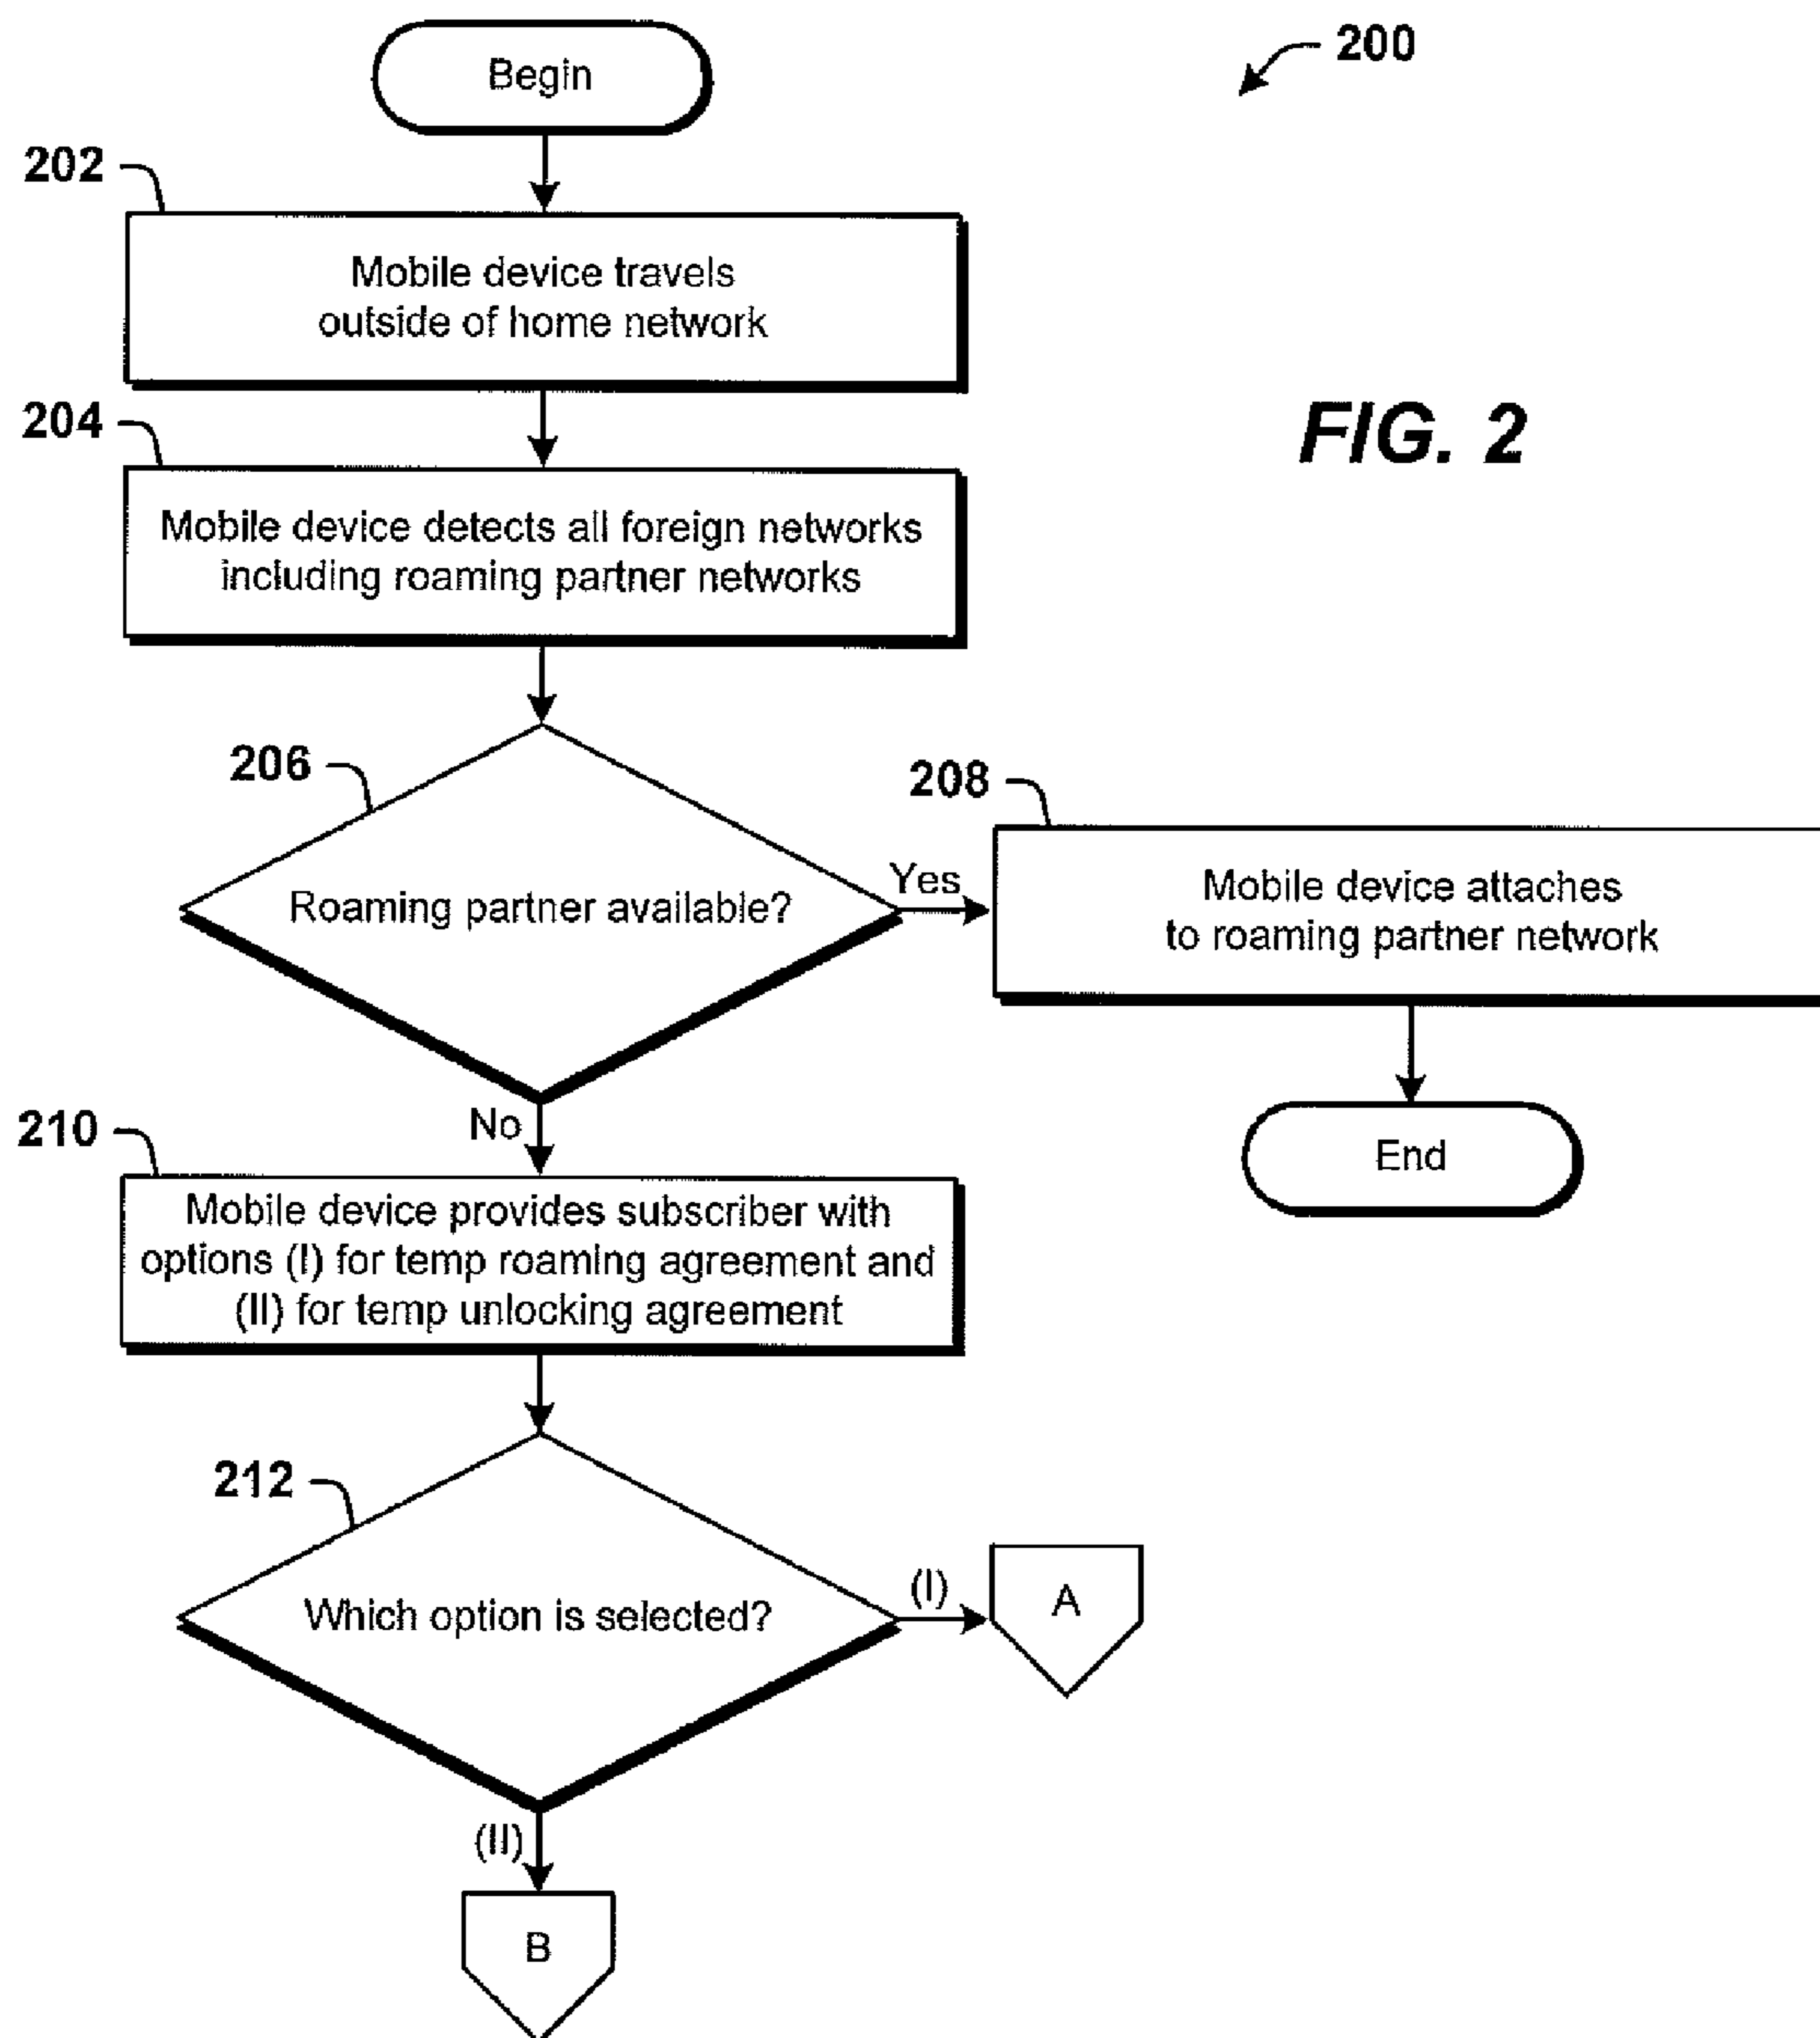 Begin
200
202
Mobile device travels
outside of home network
FIG. 2
204
Mobile device detects all foreign networks
including roaming partner networks
206
Roaming partner available?
Yes
208
Mobile device attaches
to roaming partner network
End
No
210
Mobile device provides subscriber with
options (I) for temp roaming agreement and
(II) for temp unlocking agreement
212
Which option is selected?
(I)
A
(II)
B